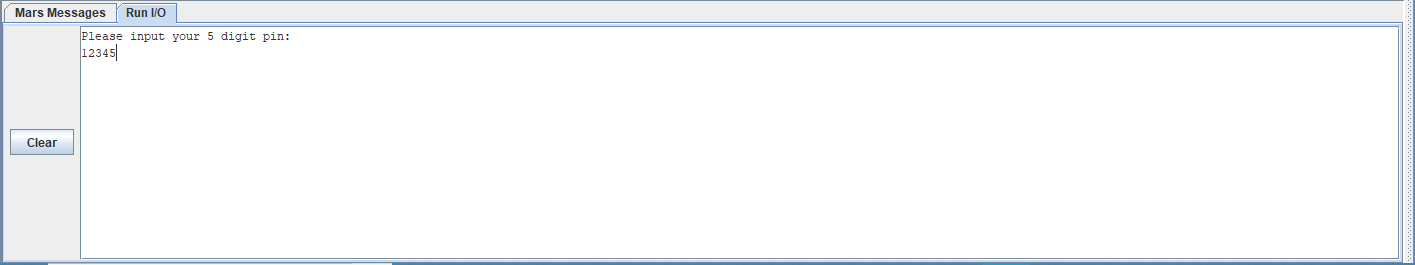 Mars Messages Run I/O
Please input your 5 digit pin:
12345
Clear